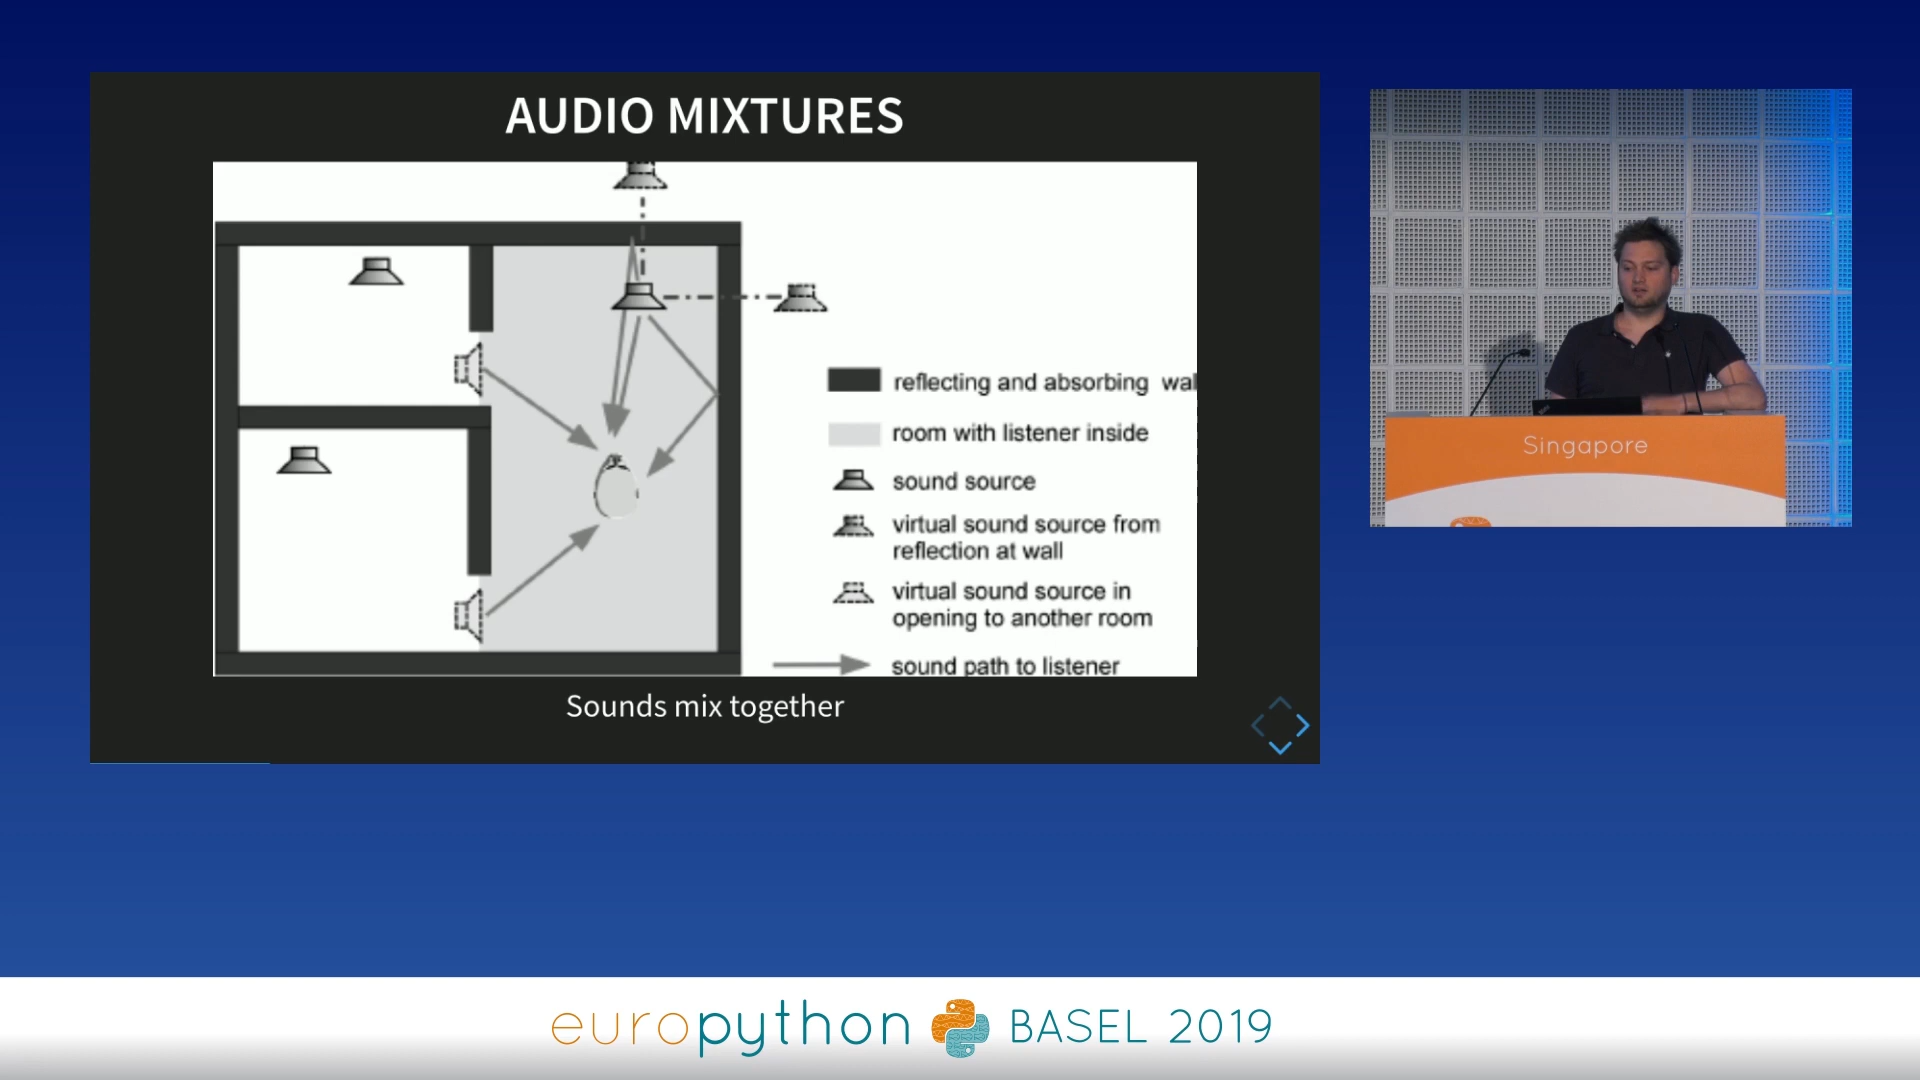 AUDIO MIXTURES
reflecting and absorbing wal
room with listener inside
sound source
virtual sound source from
reflection at wall
virtual sound source in
opening to another room
sound path to listener
Sounds mix together
Singapore
europython BASEL 2019